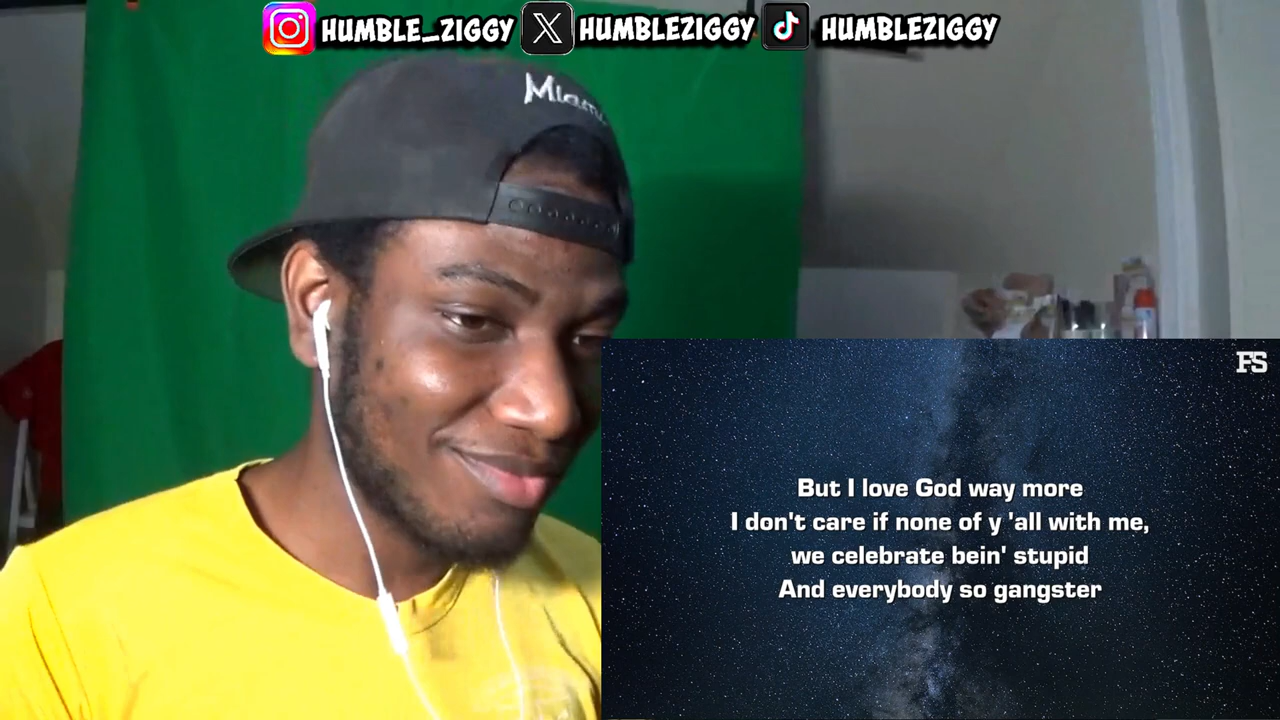 HUMBLE_ZIGGY HUMBLEZIGGY HUMBLEZIGGY
Miami
FS
But I love God way more
I don't care if none of y 'all with me,
we celebrate bein' stupid
And everybody so gangster